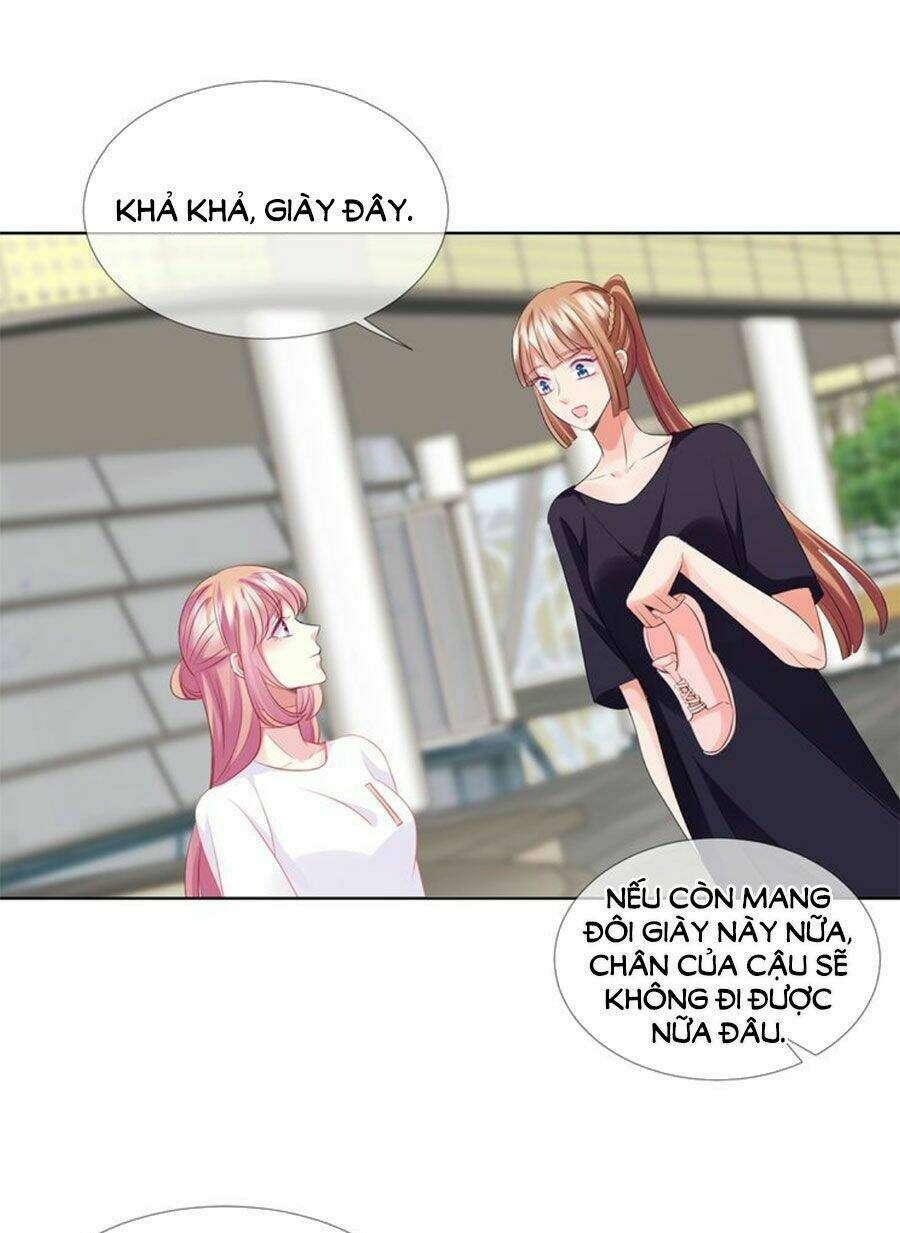 KHẢ KHẢ, GIÀY ĐÂY.
NẾU CÒN MANG
ĐÔI GIÀY NÀY NỮA,
CHÂN CỦA CẬU SẼ
KHÔNG ĐI ĐƯỢC
NỮA ĐÂU.